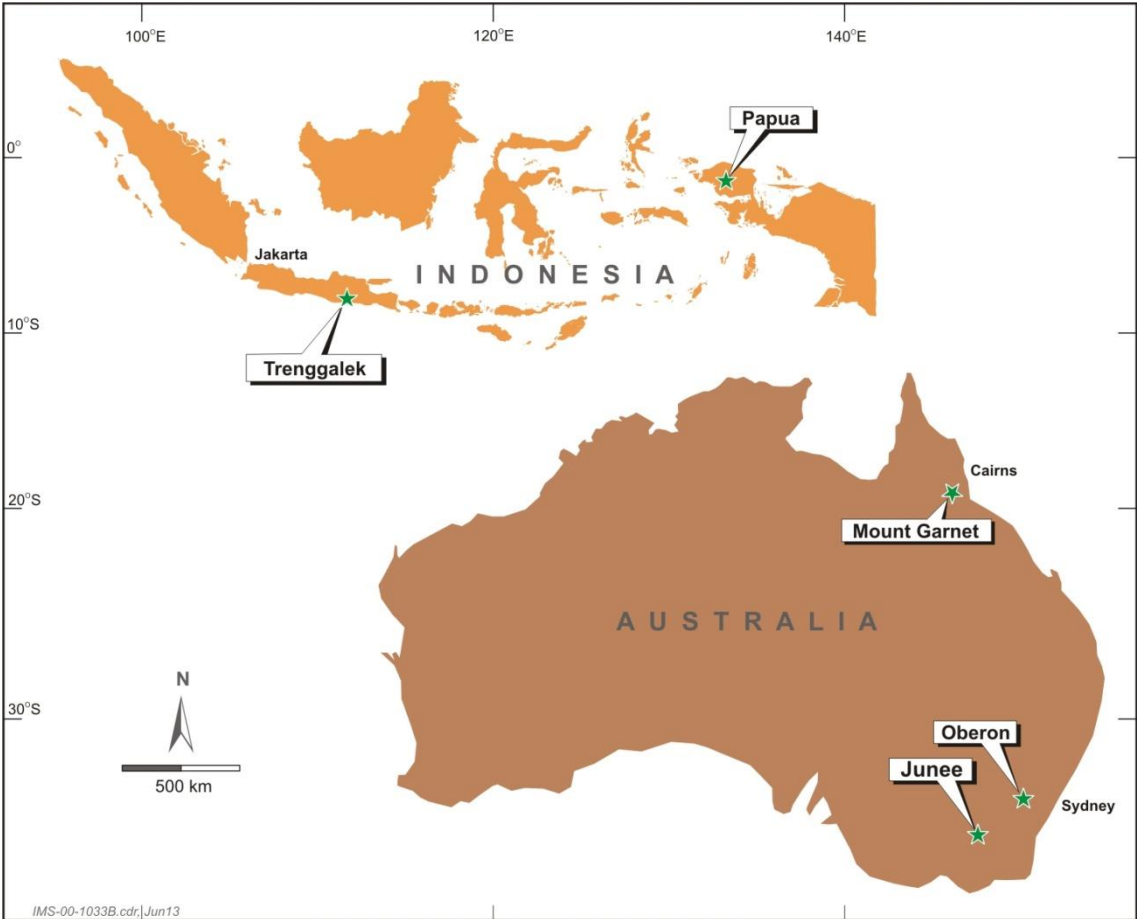 100°E
120°E
140°E
Papua
0°
Jakarta
INDONESIA
10°S
Trenggalek
Cairns
20°S
Mount Garnet
AUSTRALIA
N
30°S
Oberon
Junee
500 km
Sydney
IMS-00-1033B.cdr, Jun13